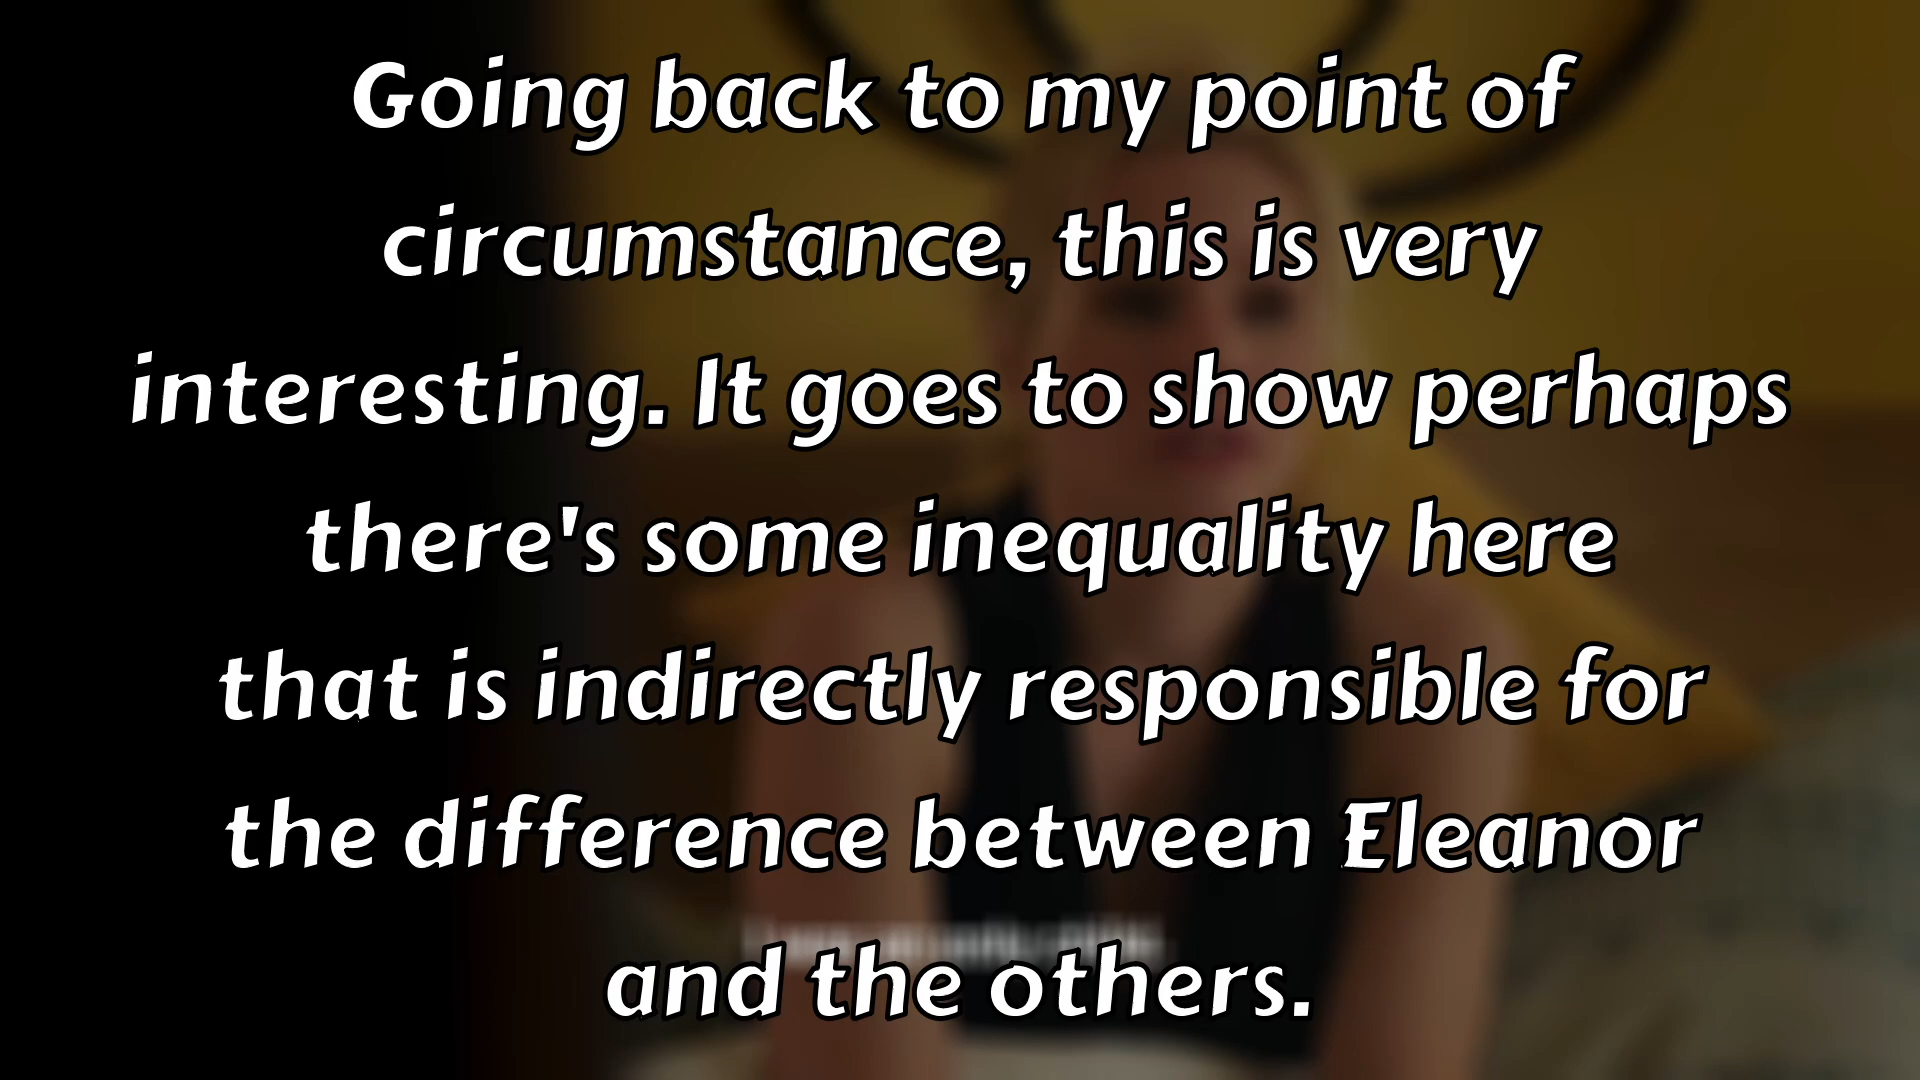 Going back to my point of
circumstance, this is very
interesting. It goes to show perhaps
there's some inequality here
that is indirectly responsible for
the difference between Eleanor
and the others.